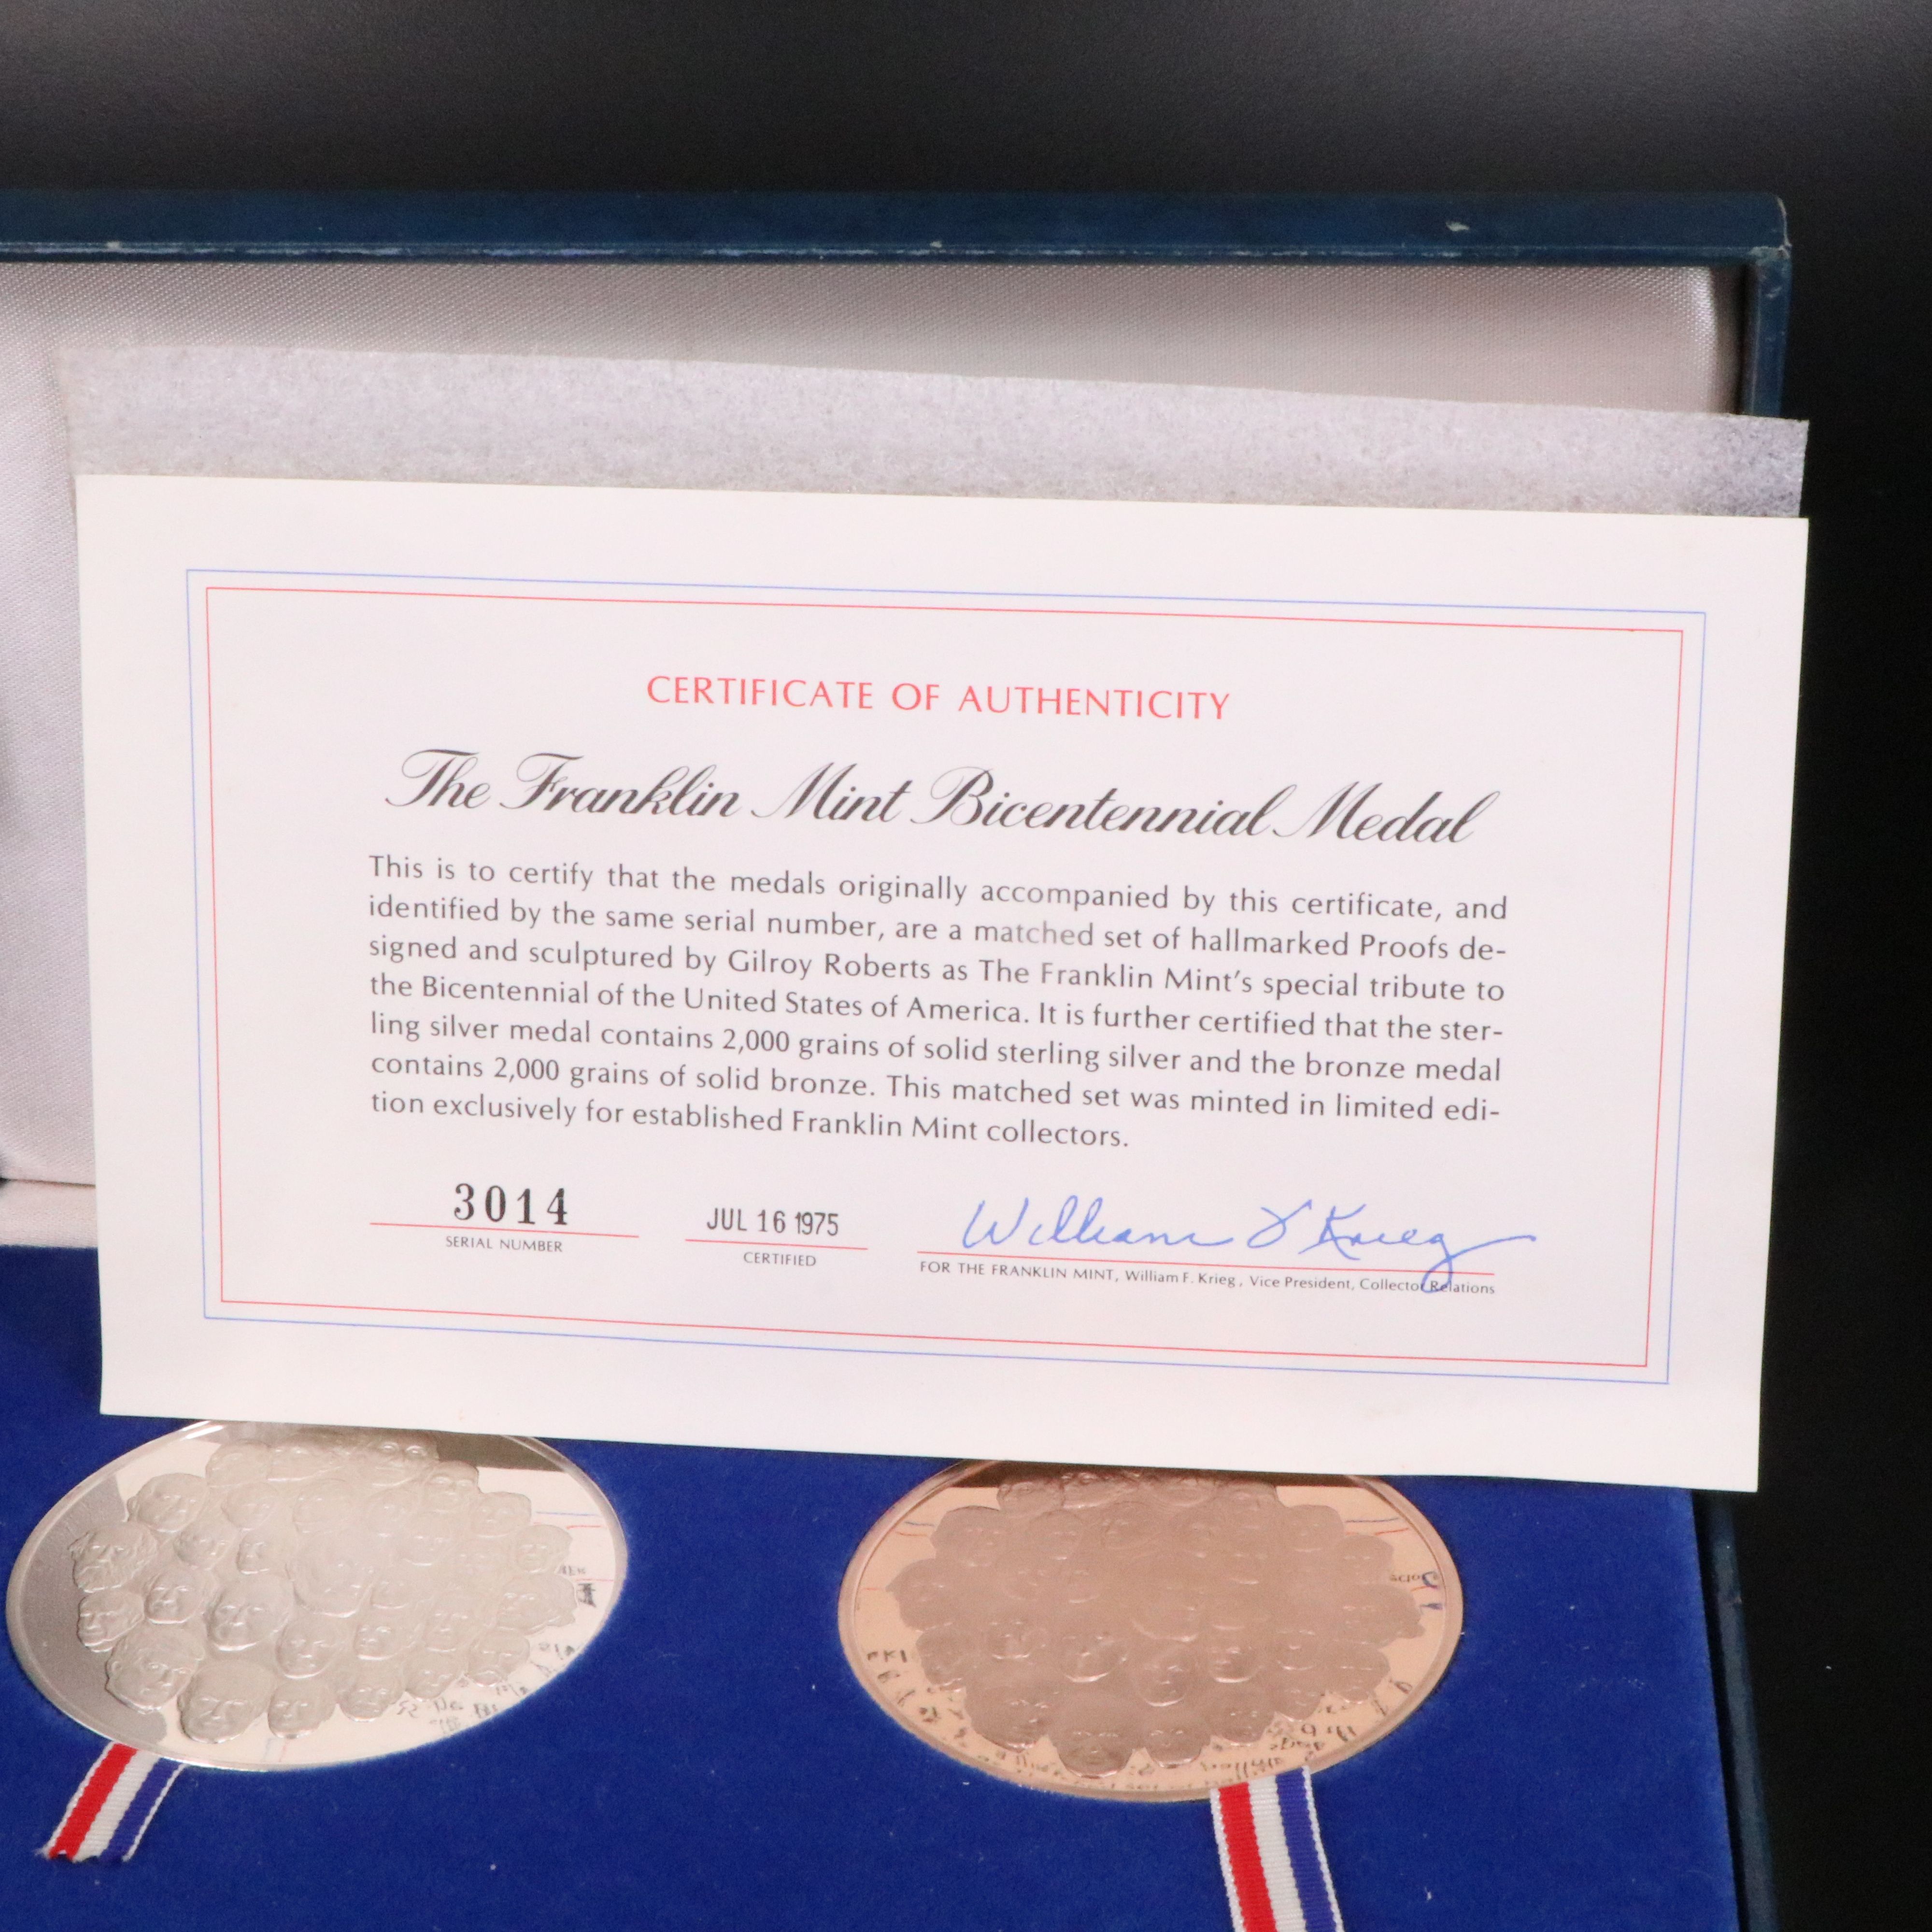 CERTIFICATE OF AUTHENTICITY
The Franklin Mint Bicentennial Medal
This is to certify that the medals originally accompanied by this certificate, and
identified by the same serial number, are a matched set of hallmarked Proofs de-
signed and sculptured by Gilroy Roberts as The Franklin Mint's special tribute to
the Bicentennial of the United States of America. It is further certified that the ster-
ling silver medal contains 2,000 grains of solid sterling silver and the bronze medal
contains 2,000 grains of solid bronze. This matched set was minted in limited edi-
tion exclusively for established Franklin Mint collectors.
3014 JUL 16 1975 William F Krieg
SERIAL NUMBER CERTIFIED FOR THE FRANKLIN MINT, William F. Krieg, Vice President, Collector Relations